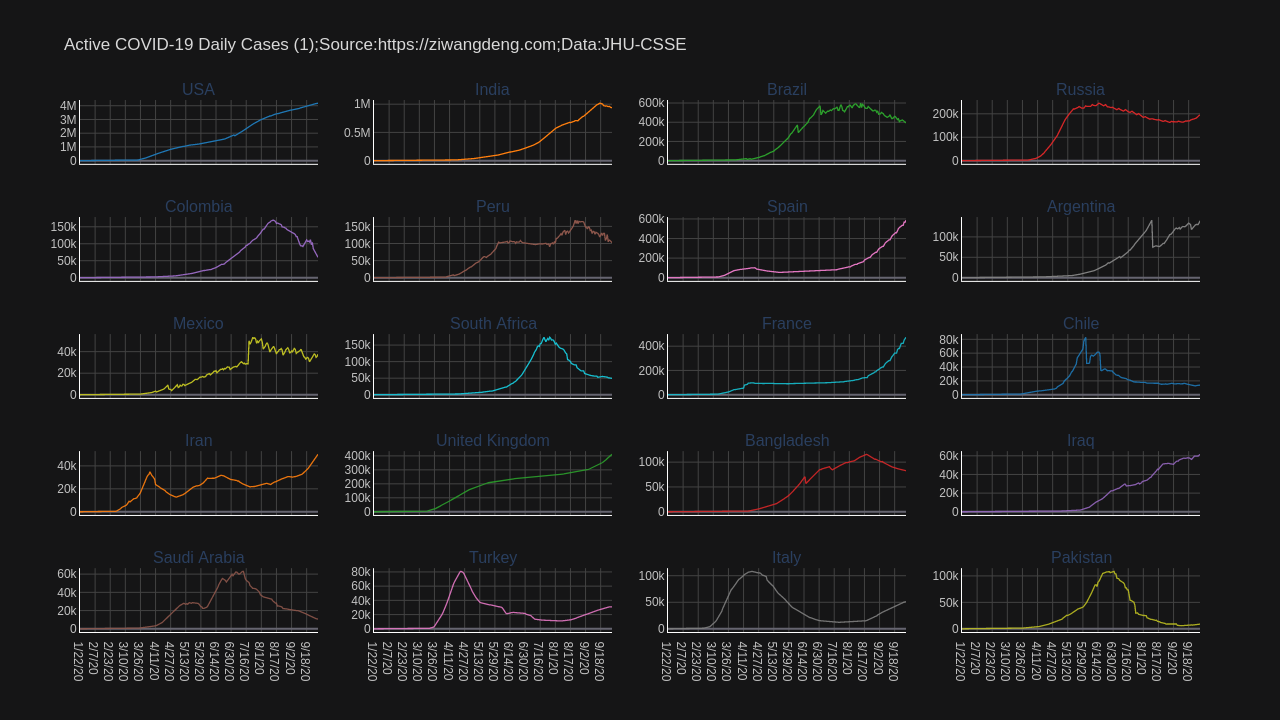 Active COVID-19 Daily Cases (1);Source:https://ziwangdeng.com;Data:JHU-CSSE
USA
4M
3M
2M
1M
0
India
1M
0.5M
0
Brazil
600k
400k
200k
0
Russia
200k
100k
0
Colombia
150k
100k
50k
0
Peru
150k
100k
50k
0
Spain
600k
400k
200k
0
Argentina
100k
50k
0
Mexico
40k
20k
0
South Africa
150k
100k
50k
0
France
400k
200k
0
Chile
80k
60k
40k
20k
0
Iran
40k
20k
0
United Kingdom
400k
300k
200k
100k
0
Bangladesh
100k
50k
0
Iraq
60k
40k
20k
0
Saudi Arabia
60k
40k
20k
0
1/22/20
2/7/20
2/23/20
3/10/20
3/26/20
4/11/20
4/27/20
5/13/20
5/29/20
6/14/20
6/30/20
7/16/20
8/1/20
8/17/20
9/2/20
9/18/20
Turkey
80k
60k
40k
20k
0
1/22/20
2/7/20
2/23/20
3/10/20
3/26/20
4/11/20
4/27/20
5/13/20
5/29/20
6/14/20
6/30/20
7/16/20
8/1/20
8/17/20
9/2/20
9/18/20
Italy
100k
50k
0
1/22/20
2/7/20
2/23/20
3/10/20
3/26/20
4/11/20
4/27/20
5/13/20
5/29/20
6/14/20
6/30/20
7/16/20
8/1/20
8/17/20
9/2/20
9/18/20
Pakistan
100k
50k
0
1/22/20
2/7/20
2/23/20
3/10/20
3/26/20
4/11/20
4/27/20
5/13/20
5/29/20
6/14/20
6/30/20
7/16/20
8/1/20
8/17/20
9/2/20
9/18/20